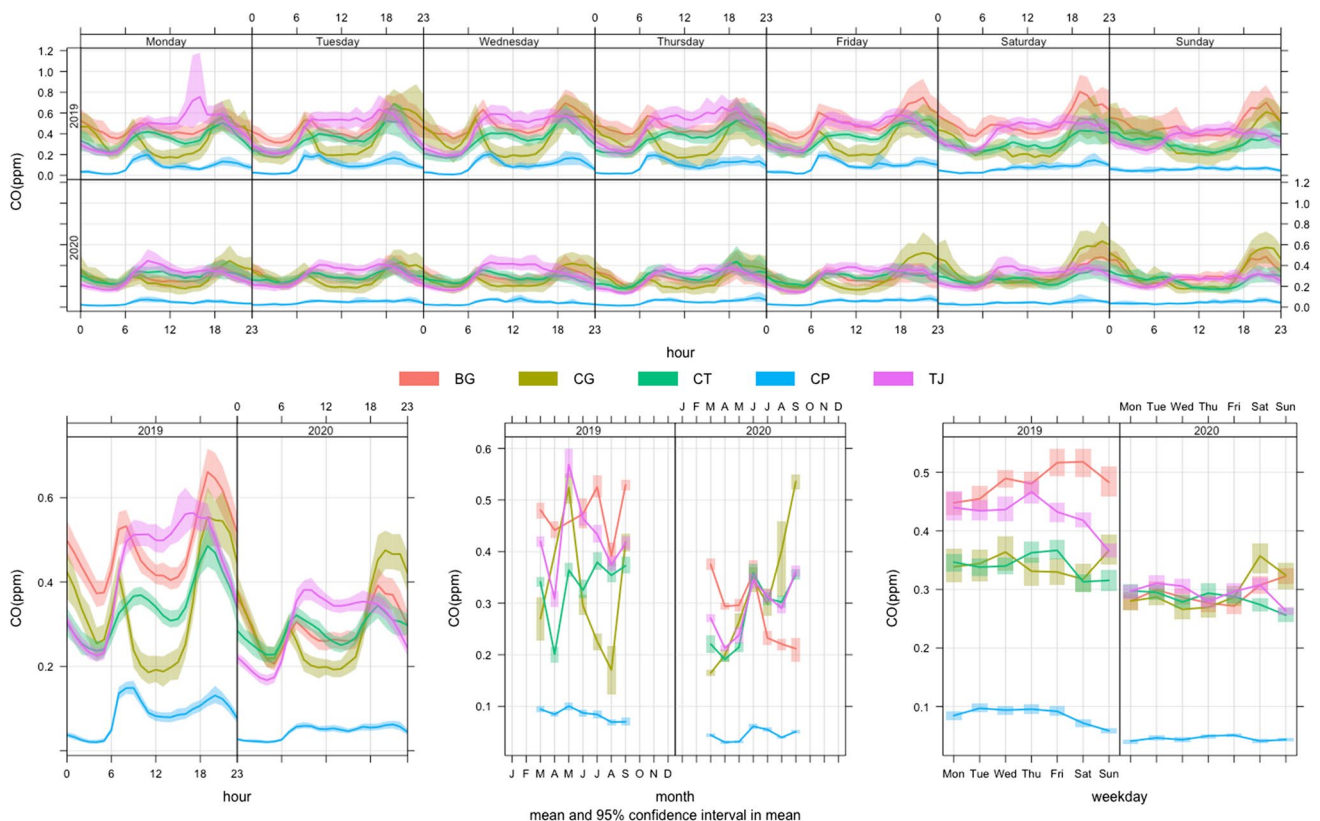 0 6 12 18 23 0 6 12 18 23 0 6 12 18 23
Monday Tuesday Wednesday Thursday Friday Saturday Sunday
1.2
1.0
0.8
0.6
0.4
0.2
0.0
2019
CO(ppm)
1.2
1.0
0.8
0.6
0.4
0.2
0.0
2020
0 6 12 18 23 0 6 12 18 23 0 6 12 18 23 0 6 12 18 23
hour
BG CG CT CP TJ
0 6 12 18 23
2019 2020
0.6
0.4
0.2
CO(ppm)
0 6 12 18 23
hour
J F M A M J J A S O N D
2019 2020
0.6
0.5
0.4
0.3
0.2
0.1
CO(ppm)
J F M A M J J A S O N D
month
mean and 95% confidence interval in mean
Mon Tue Wed Thu Fri Sat Sun
2019 2020
0.5
0.4
0.3
0.2
0.1
CO(ppm)
Mon Tue Wed Thu Fri Sat Sun
weekday